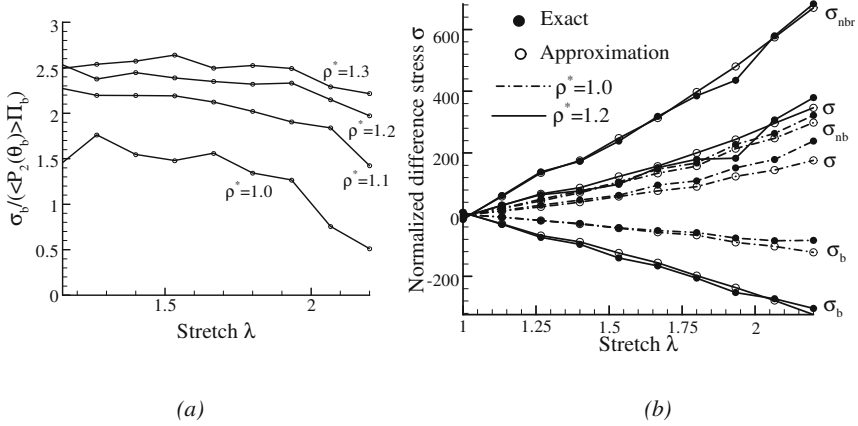 (a)
σb/(<P2(θb)>Πb)
3
2.5
2
1.5
1
0.5
0
ρ*=1.3
ρ*=1.2
ρ*=1.1
ρ*=1.0
1.5
2
Stretch λ
(a)
Normalized difference stress σ
600
400
200
0
-200
Exact
Approximation
ρ*=1.0
ρ*=1.2
σnbr
σ
σnb
σ
σb
σb
1
1.25
1.5
1.75
2
Stretch λ
(b)